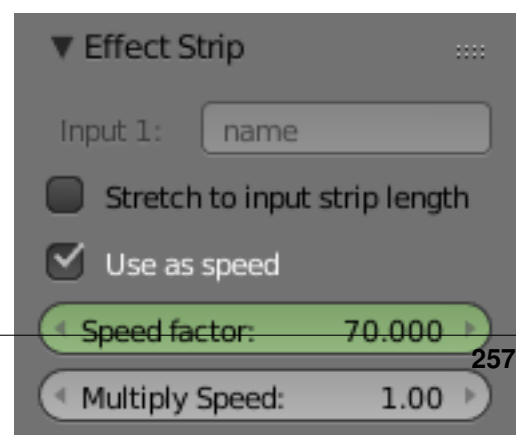 Effect Strip
Input 1: name
Stretch to input strip length
Use as speed
Speed factor: 70.000
257
Multiply Speed: 1.00